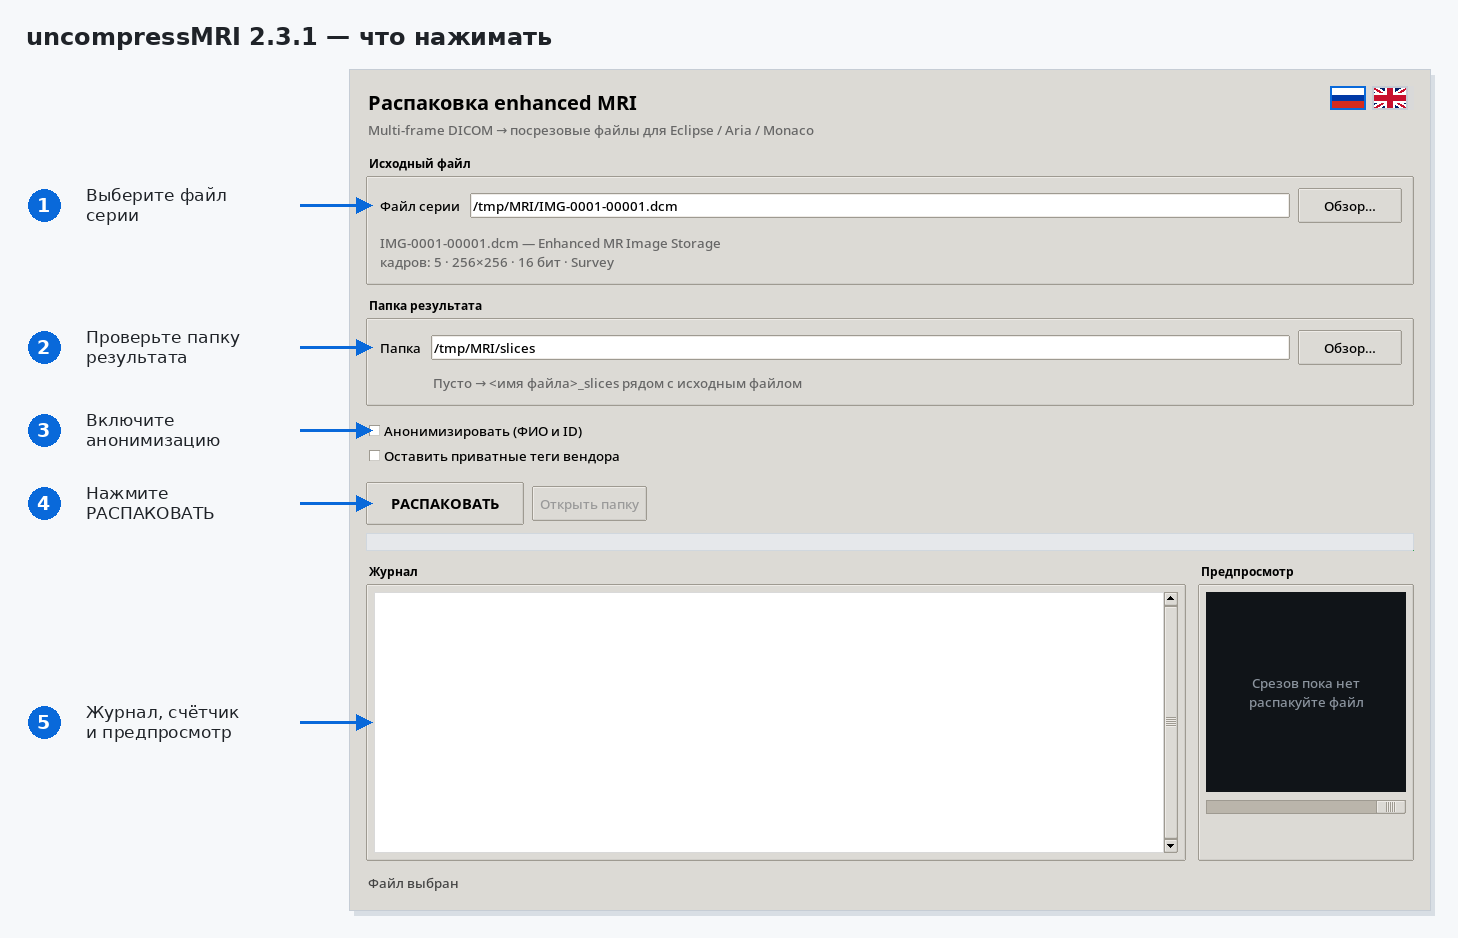 uncompressMRI 2.3.1 — что нажимать
Распаковка enhanced MRI
Multi-frame DICOM → посрезовые файлы для Eclipse / Aria / Monaco
Исходный файл
1 Выберите файл
серии
Файл серии /tmp/MRI/IMG-0001-00001.dcm Обзор...
IMG-0001-00001.dcm — Enhanced MR Image Storage
кадров: 5 · 256×256 · 16 бит · Survey
Папка результата
2 Проверьте папку
результата
Папка /tmp/MRI/slices Обзор...
Пусто → <имя файла>_slices рядом с исходным файлом
3 Включите
анонимизацию
Анонимизировать (ФИО и ID)
Оставить приватные теги вендора
4 Нажмите
РАСПАКОВАТЬ
РАСПАКОВАТЬ Открыть папку
Журнал
Предпросмотр
5 Журнал, счётчик
и предпросмотр
Срезов пока нет
распакуйте файл
Файл выбран